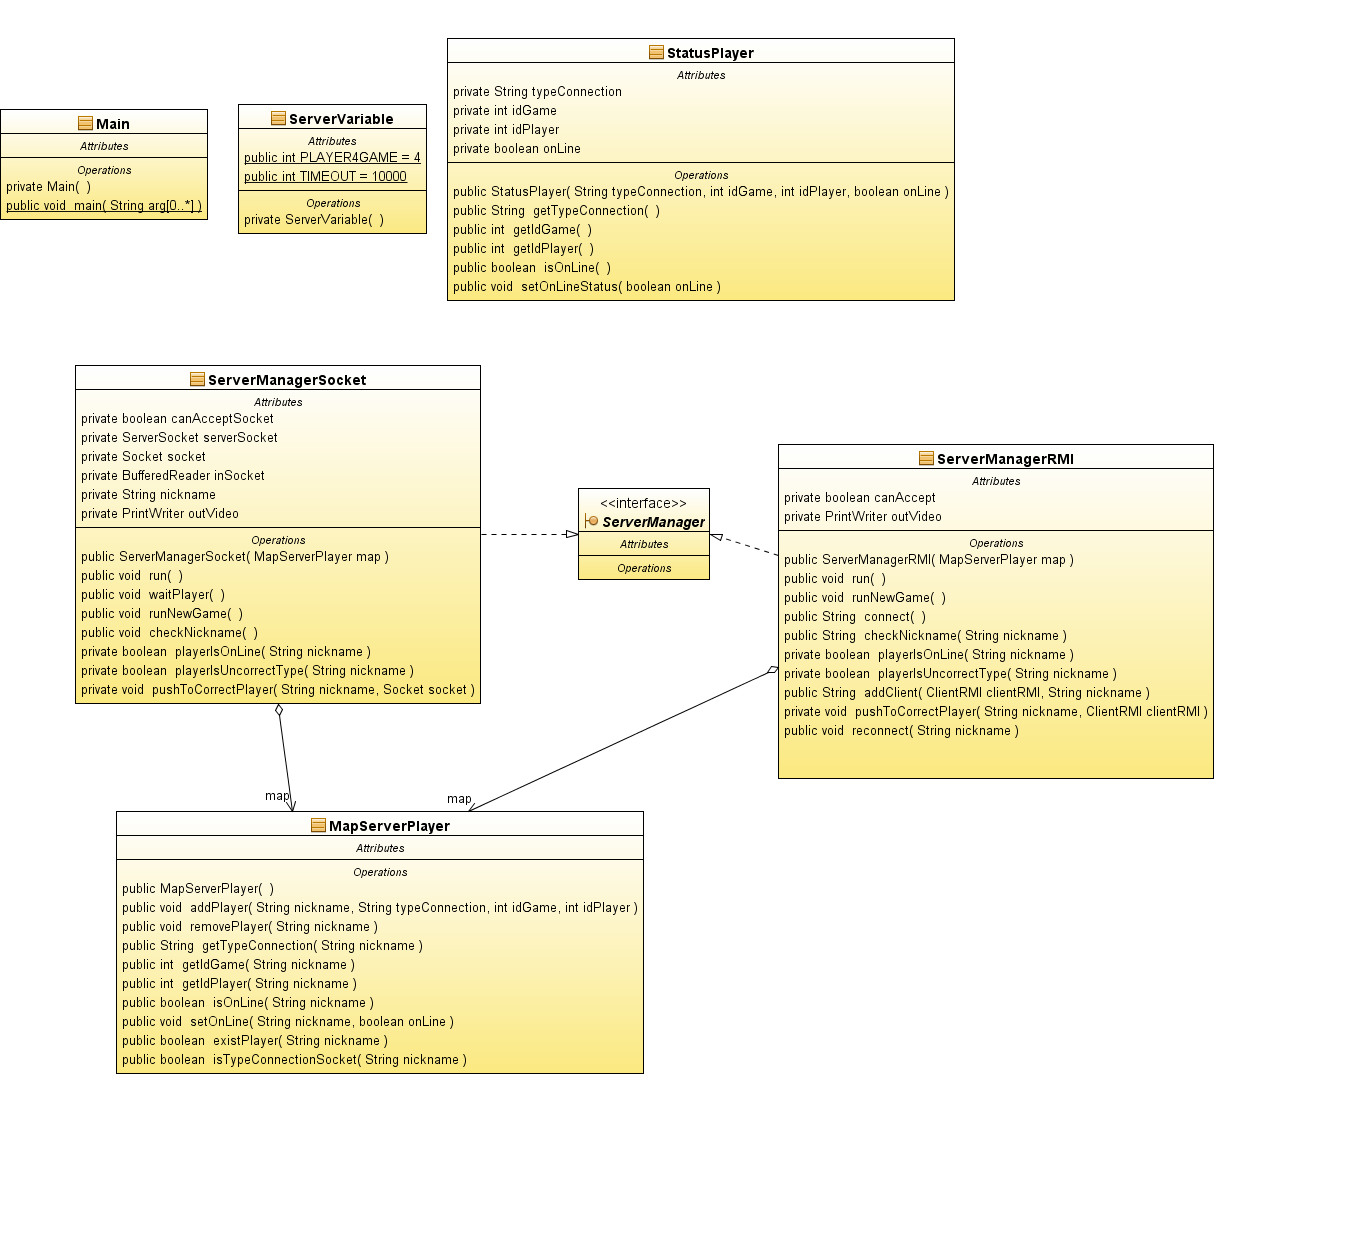 Main
Attributes
Operations
private Main(  )
public void  main( String arg[0..*] )
ServerVariable
Attributes
public int PLAYER4GAME = 4
public int TIMEOUT = 10000
Operations
private ServerVariable(  )
StatusPlayer
Attributes
private String typeConnection
private int idGame
private int idPlayer
private boolean onLine
Operations
public StatusPlayer( String typeConnection, int idGame, int idPlayer, boolean onLine )
public String  getTypeConnection(  )
public int  getIdGame(  )
public int  getIdPlayer(  )
public boolean  isOnLine(  )
public void  setOnLineStatus( boolean onLine )
ServerManagerSocket
Attributes
private boolean canAcceptSocket
private ServerSocket serverSocket
private Socket socket
private BufferedReader inSocket
private String nickname
private PrintWriter outVideo
Operations
public ServerManagerSocket( MapServerPlayer map )
public void  run(  )
public void  waitPlayer(  )
public void  runNewGame(  )
public void  checkNickname(  )
private boolean  playerIsOnLine( String nickname )
private boolean  playerIsUncorrectType( String nickname )
private void  pushToCorrectPlayer( String nickname, Socket socket )
<<interface>>
ServerManager
Attributes
Operations
ServerManagerRMI
Attributes
private boolean canAccept
private PrintWriter outVideo
Operations
public ServerManagerRMI( MapServerPlayer map )
public void  run(  )
public void  runNewGame(  )
public String  connect(  )
public String  checkNickname( String nickname )
private boolean  playerIsOnLine( String nickname )
private boolean  playerIsUncorrectType( String nickname )
public String  addClient( ClientRMI clientRMI, String nickname )
private void  pushToCorrectPlayer( String nickname, ClientRMI clientRMI )
public void  reconnect( String nickname )
map
map
MapServerPlayer
Attributes
Operations
public MapServerPlayer(  )
public void  addPlayer( String nickname, String typeConnection, int idGame, int idPlayer )
public void  removePlayer( String nickname )
public String  getTypeConnection( String nickname )
public int  getIdGame( String nickname )
public int  getIdPlayer( String nickname )
public boolean  isOnLine( String nickname )
public void  setOnLine( String nickname, boolean onLine )
public boolean  existPlayer( String nickname )
public boolean  isTypeConnectionSocket( String nickname )